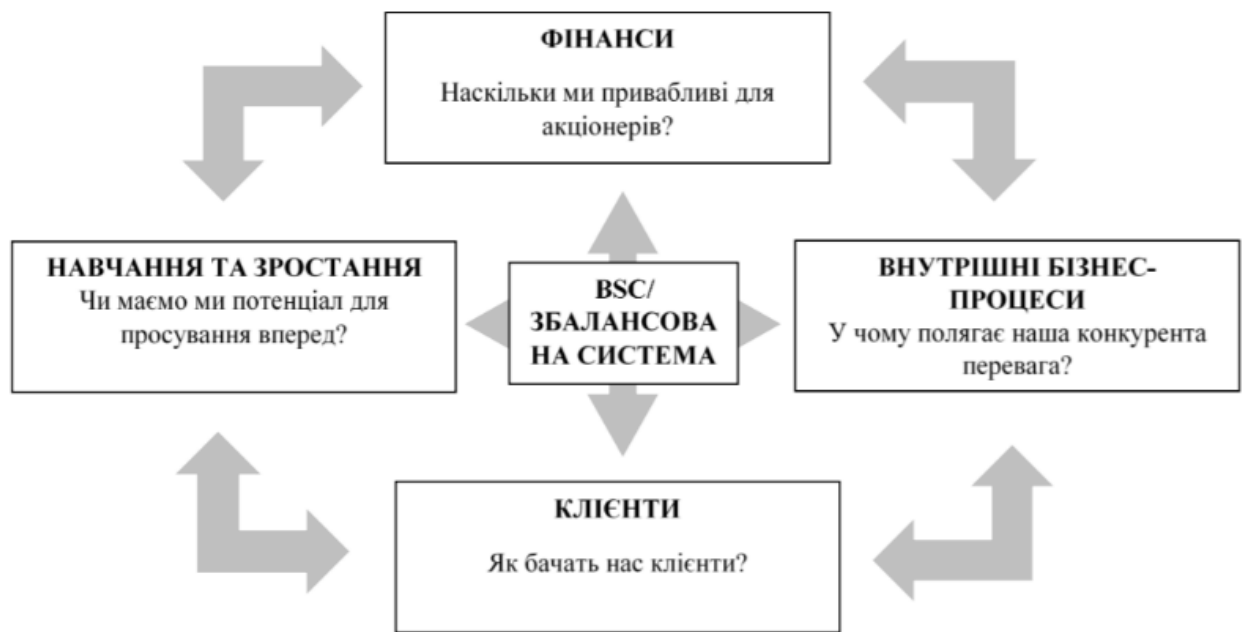 ФІНАНСИ
Наскільки ми привабливі для
акціонерів?
НАВЧАННЯ ТА ЗРОСТАННЯ
Чи маємо ми потенціал для
просування вперед?
BSC/
ЗБАЛАНСОВА
НА СИСТЕМА
ВНУТРІШНІ БІЗНЕС-
ПРОЦЕСИ
У чому полягає наша конкурента
перевага?
КЛІЄНТИ
Як бачать нас клієнти?